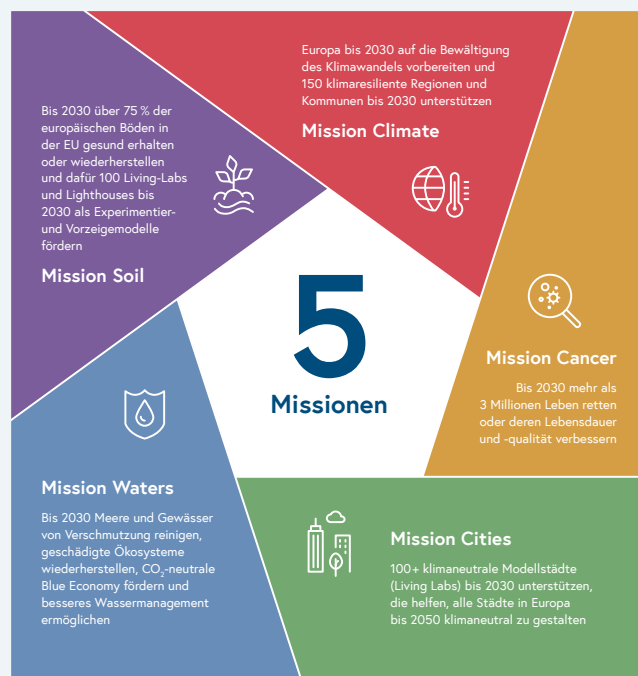 Europa bis 2030 auf die Bewältigung
des Klimawandels vorbereiten und
150 klimaresiliente Regionen und
Kommunen bis 2030 unterstützen
Mission Climate
Bis 2030 über 75 % der
europäischen Böden in
der EU gesund erhalten
oder wiederherstellen
und dafür 100 Living-Labs
und Lighthouses bis
2030 als Experimentier-
und Vorzeigemodelle
fördern
Mission Soil
5
Missionen
Mission Cancer
Bis 2030 mehr als
3 Millionen Leben retten
oder deren Lebensdauer
und -qualität verbessern
Mission Waters
Bis 2030 Meere und Gewässer
von Verschmutzung reinigen,
geschädigte Ökosysteme
wiederherstellen, CO₂-neutrale
Blue Economy fördern und
besseres Wassermanagement
ermöglichen
Mission Cities
100+ klimaneutrale Modellstädte
(Living Labs) bis 2030 unterstützen,
die helfen, alle Städte in Europa
bis 2050 klimaneutral zu gestalten